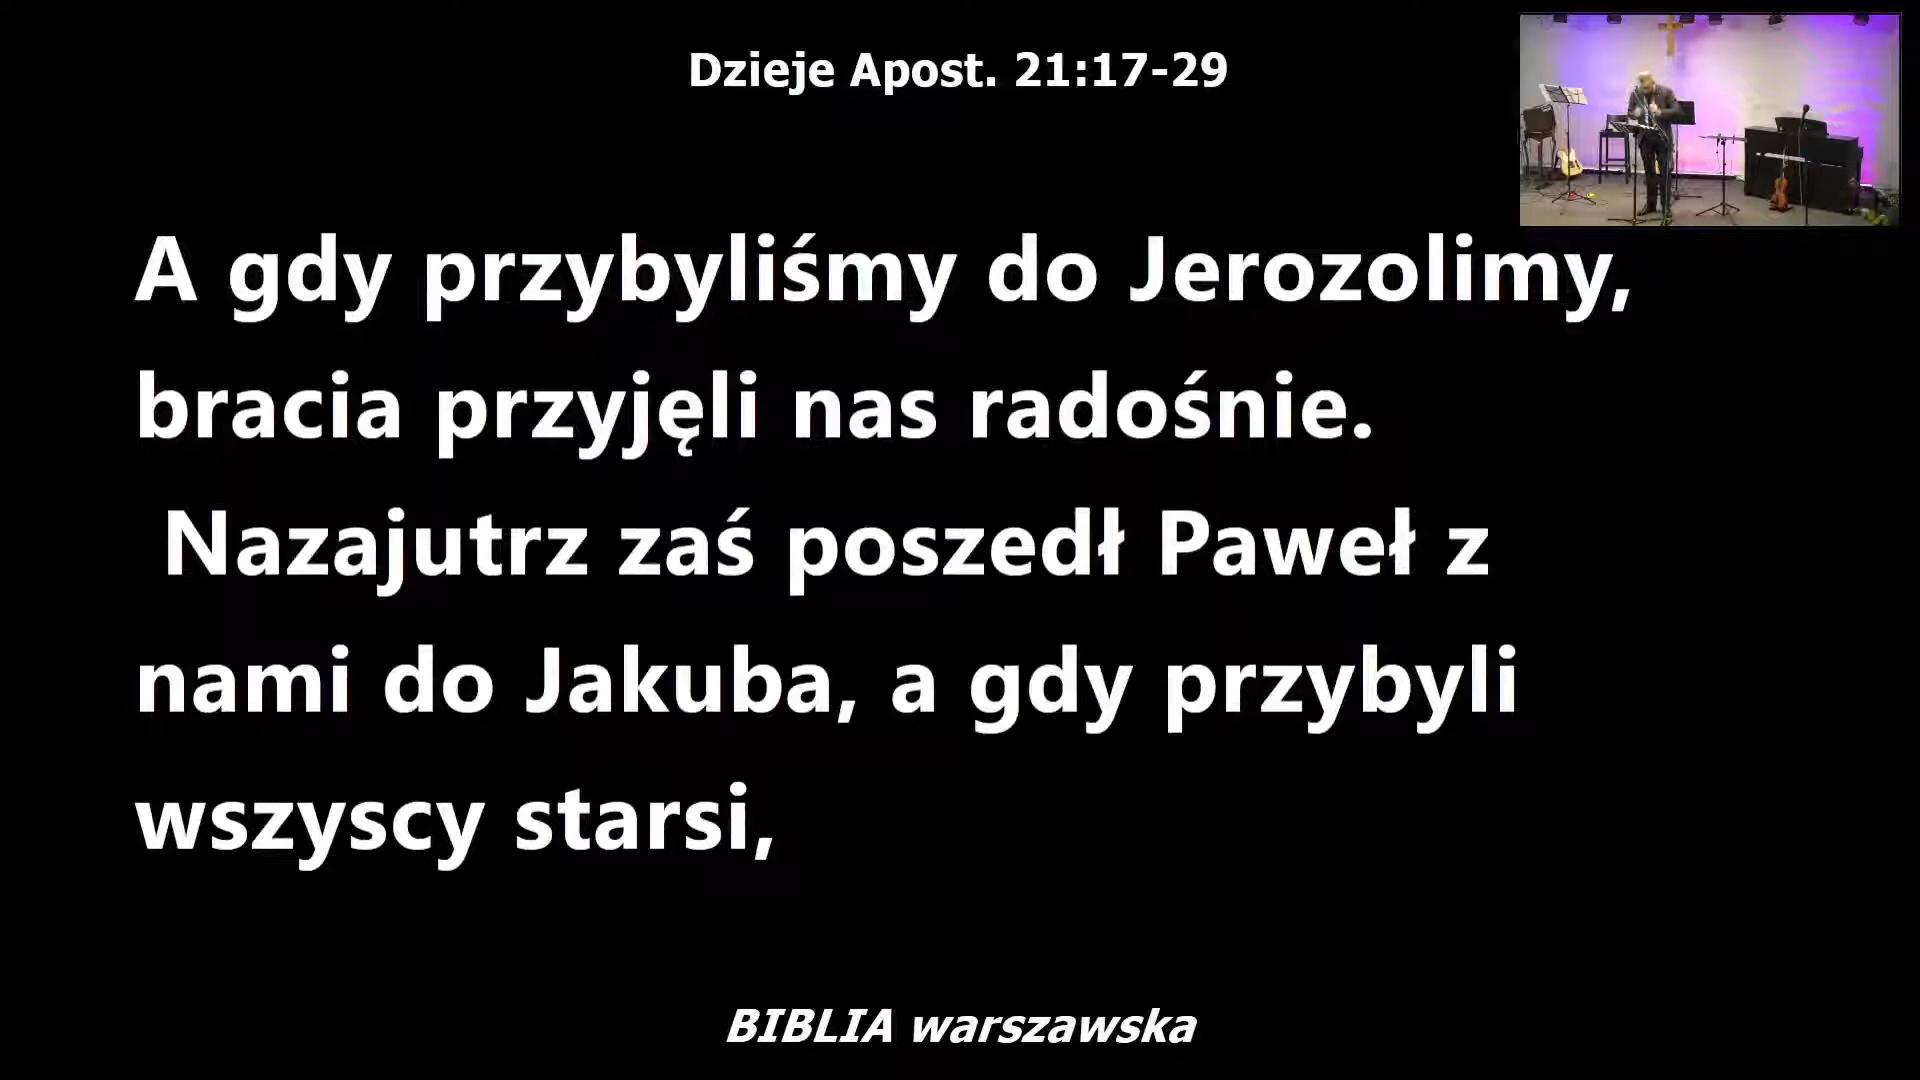 Dzieje Apost. 21:17-29
A gdy przybyliśmy do Jerozolimy,
bracia przyjęli nas radośnie.
Nazajutrz zaś poszedł Paweł z
nami do Jakuba, a gdy przybyli
wszyscy starsi,
BIBLIA warszawska